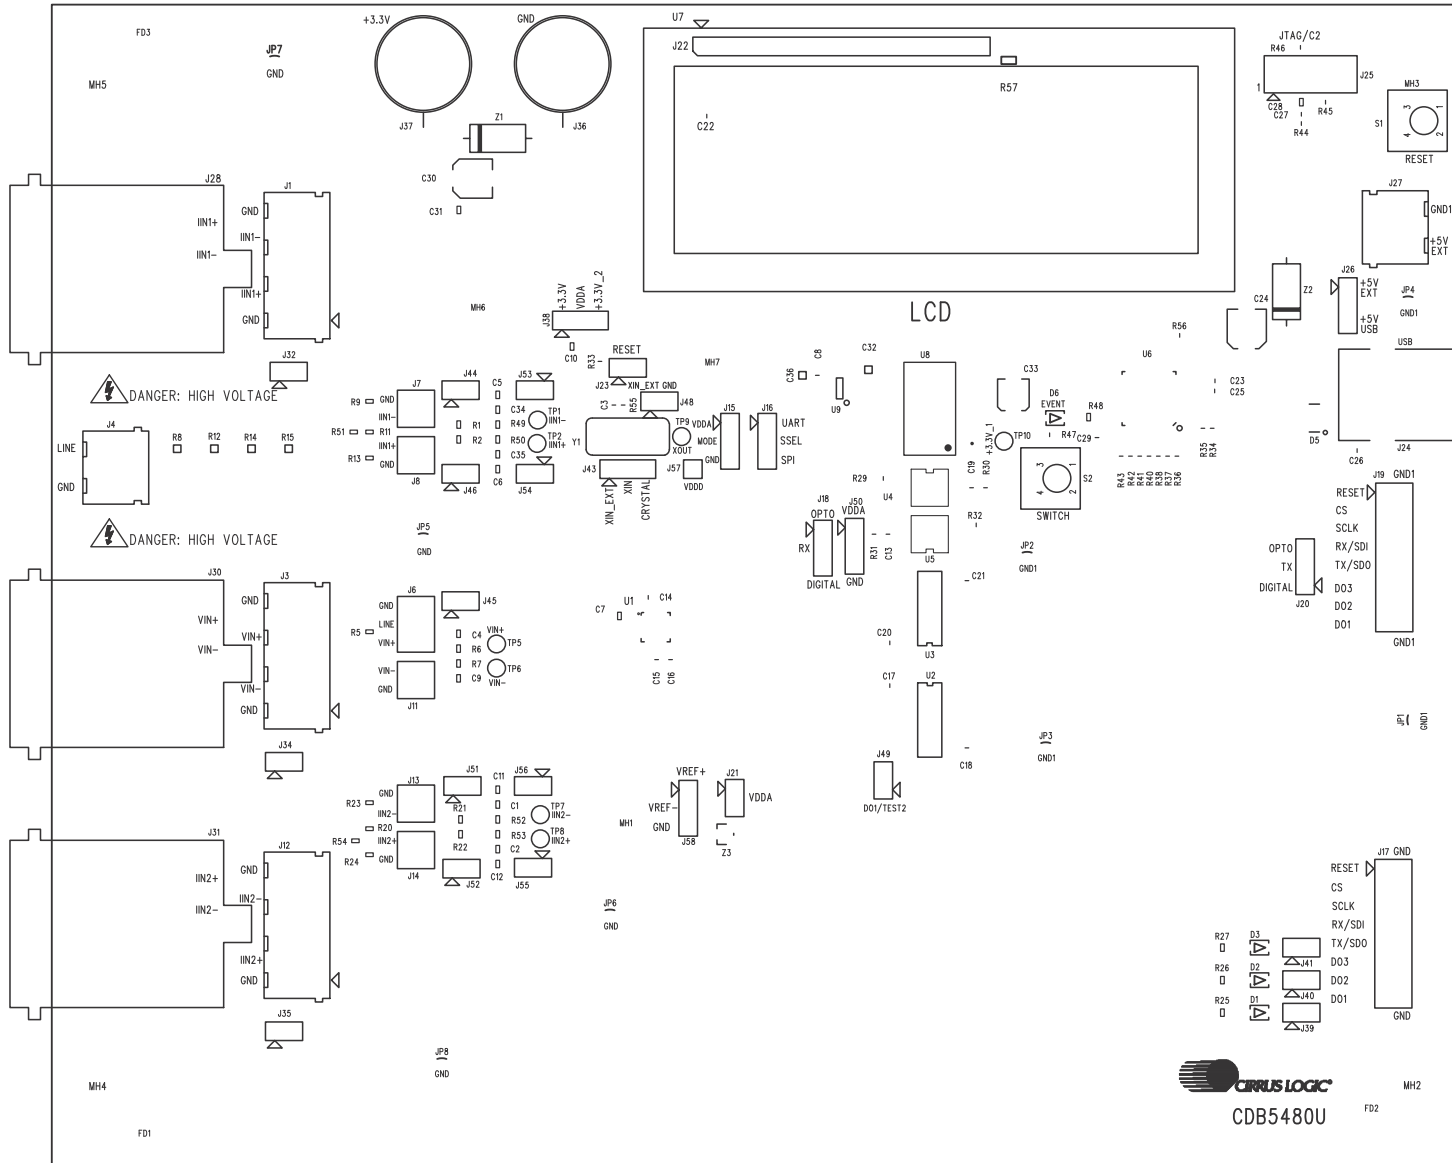 FD3
JP7
GND
MH5
+3.3V
J37
GND
J36
Z1
C30
C31
U7
J22
R57
C22
LCD
JTAG/C2
R46
J25
1
C28
C27
R44
R45
MH3
S1
3
1
4
2
RESET
J27
GND1
+5V
EXT
J26
+5V
EXT
+5V
USB
JP4
GND1
Z2
C24
USB
J24
D5
C26
J28
IIN1+
IIN1-
J1
GND
IIN1-
IIN1+
GND
J32
DANGER: HIGH VOLTAGE
J4
LINE
GND
R8
R12
R14
R15
DANGER: HIGH VOLTAGE
MH6
J38
+3.3V
VDDA
+3.3V_2
C10
R33
RESET
J23
MH7
C3
R55
XIN_EXT
GND
J48
Y1
TP9
XOUT
J43
XIN_EXT
XIN
CRYSTAL
J57
VDDD
J15
VDDA
MODE
GND
J16
UART
SSEL
SPI
R9
R51
R11
R13
J7
GND
IIN1-
IIN1+
GND
J8
J44
R1
R2
J46
C5
C34
R49
R50
C35
C6
J53
TP1
IIN1-
TP2
IIN1+
J54
JP5
GND
C36
C8
U9
C32
U8
C33
D6
EVENT
R48
R47
C29
+3.3V_1
TP10
C19
R30
3
1
4
2
S2
SWITCH
U6
R56
C23
C25
R35
R34
R43
R42
R41
R40
R38
R37
R36
R29
U4
R32
U5
J18
OPTO
RX
DIGITAL
J50
VDDA
GND
R31
C13
JP2
GND1
C21
C20
U3
C17
U2
C18
JP3
GND1
J49
DO1/TEST2
J19
GND1
RESET
CS
SCLK
RX/SDI
TX/SDO
DO3
DO2
DO1
GND1
OPTO
TX
DIGITAL
J20
JP1
GND1
J30
VIN+
VIN-
J3
GND
VIN+
VIN-
GND
J34
R5
J6
GND
LINE
VIN+
VIN-
GND
J11
J45
C4
R6
R7
C9
VIN+
TP5
TP6
VIN-
C7
U1
C14
C15
C16
J31
IIN2+
IIN2-
J12
GND
IIN2-
IIN2+
GND
J35
R23
R20
R54
R24
J13
GND
IIN2-
IIN2+
GND
J14
J51
R21
R22
J52
C11
C1
R52
R53
C2
C12
J56
TP7
IIN2-
TP8
IIN2+
J55
MH1
VREF+
VREF-
GND
J58
J21
VDDA
Z3
JP6
GND
JP8
GND
J17
GND
RESET
CS
SCLK
RX/SDI
TX/SDO
DO3
DO2
DO1
GND
R27
D3
J41
R26
D2
J40
R25
D1
J39
CIRRUS LOGIC®
CDB5480U
MH4
FD1
MH2
FD2